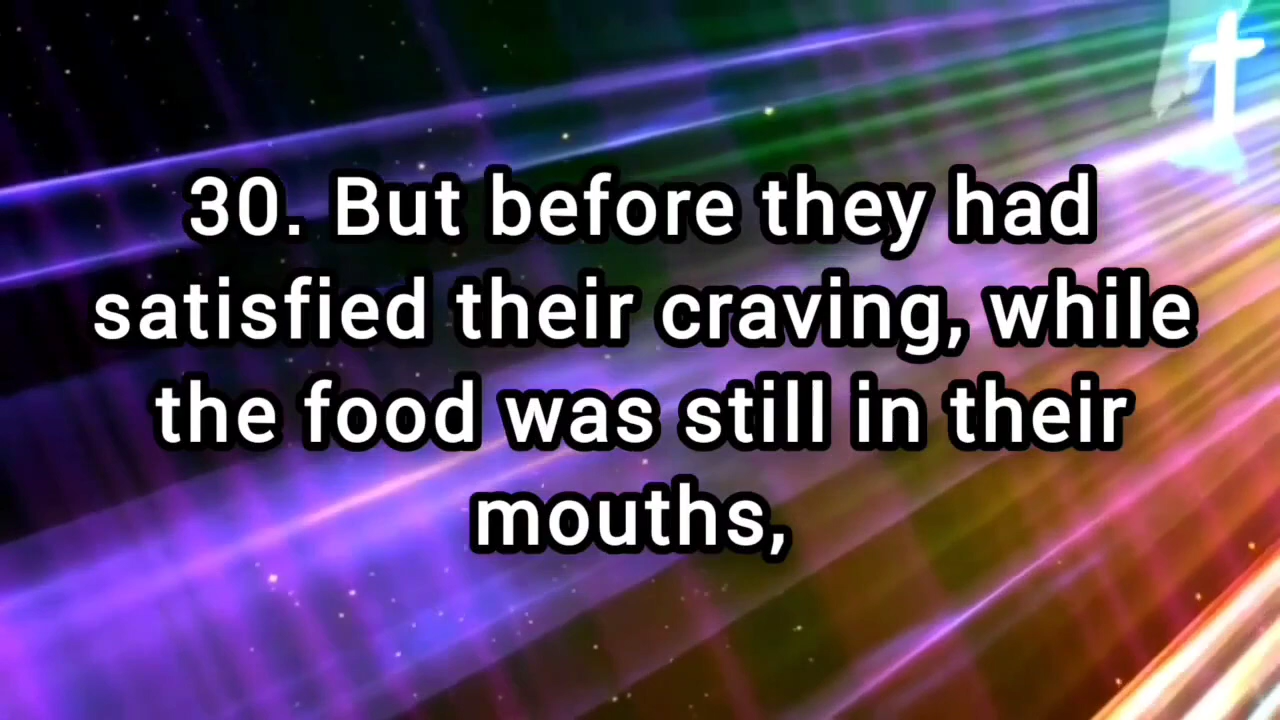 30. But before they had
satisfied their craving, while
the food was still in their
mouths,